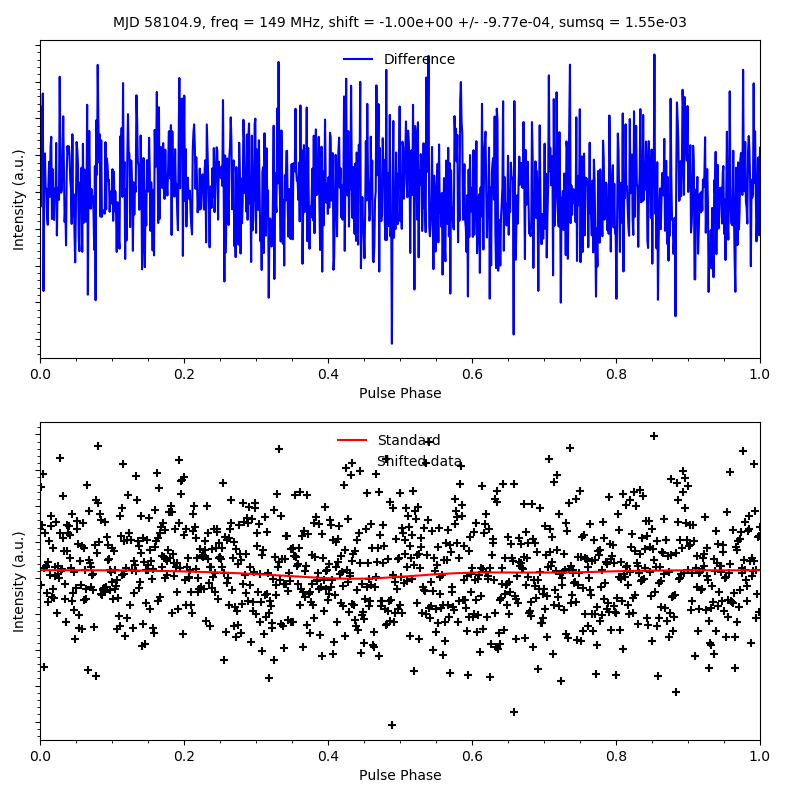 MJD 58104.9, freq = 149 MHz, shift = -1.00e+00 +/- -9.77e-04, sumsq = 1.55e-03
Difference
Intensity (a.u.)
0.0 0.2 0.4 0.6 0.8 1.0
Pulse Phase
Standard
Shifted data
Intensity (a.u.)
0.0 0.2 0.4 0.6 0.8 1.0
Pulse Phase